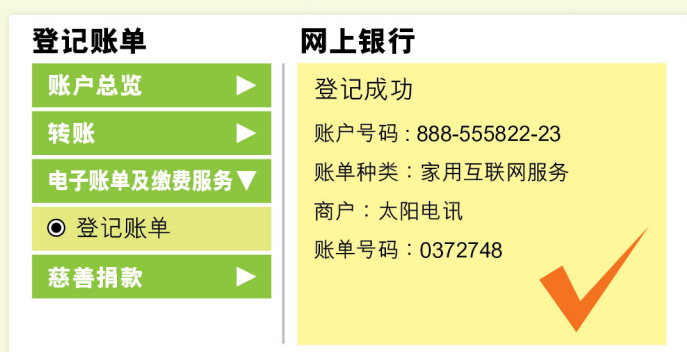 登记账单
账户总览
转账
电子账单及缴费服务
登记账单
慈善捐款
网上银行
登记成功
账户号码 : 888-555822-23
账单种类：家用互联网服务
商户：太阳电讯
账单号码：0372748